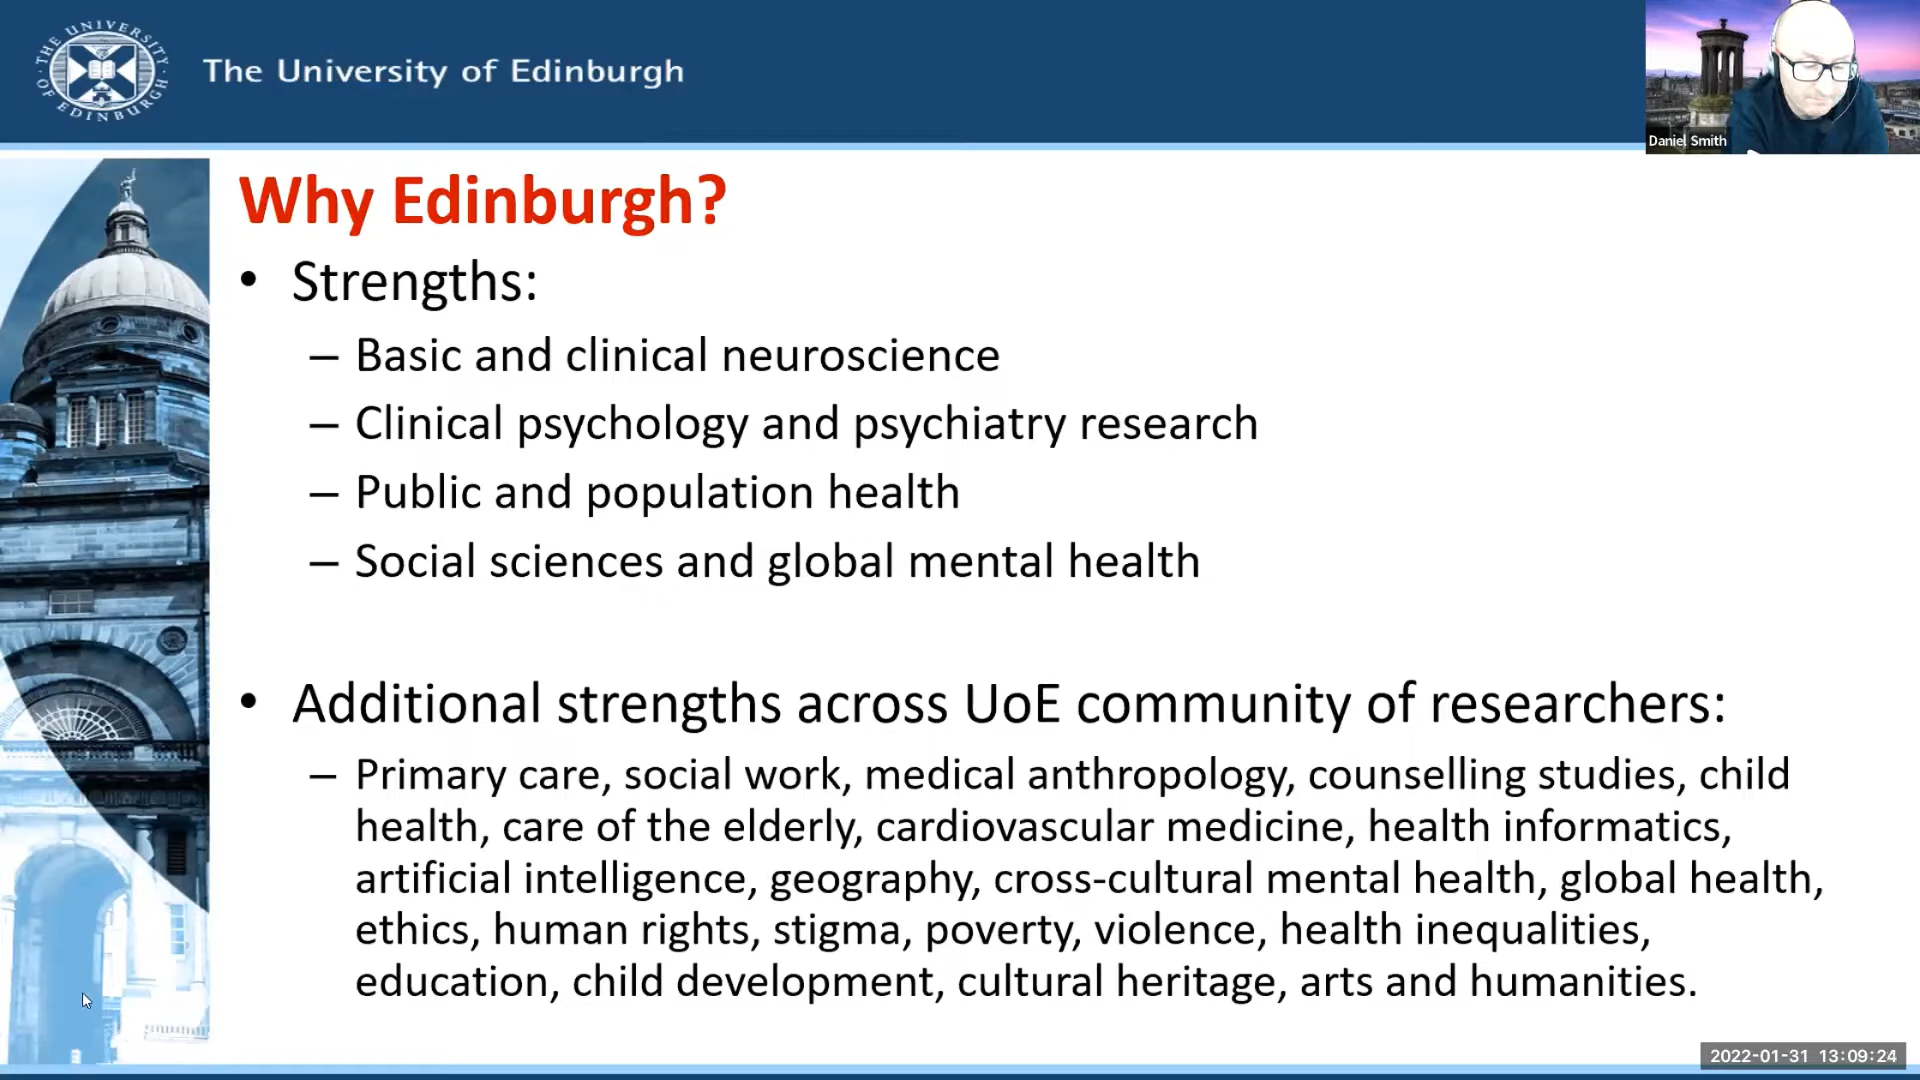 THE UNIVERSITY OF EDINBURGH
The University of Edinburgh
Daniel Smith
Why Edinburgh?
• Strengths:
– Basic and clinical neuroscience
– Clinical psychology and psychiatry research
– Public and population health
– Social sciences and global mental health
• Additional strengths across UoE community of researchers:
– Primary care, social work, medical anthropology, counselling studies, child
health, care of the elderly, cardiovascular medicine, health informatics,
artificial intelligence, geography, cross-cultural mental health, global health,
ethics, human rights, stigma, poverty, violence, health inequalities,
education, child development, cultural heritage, arts and humanities.
2022-01-31 13:09:24